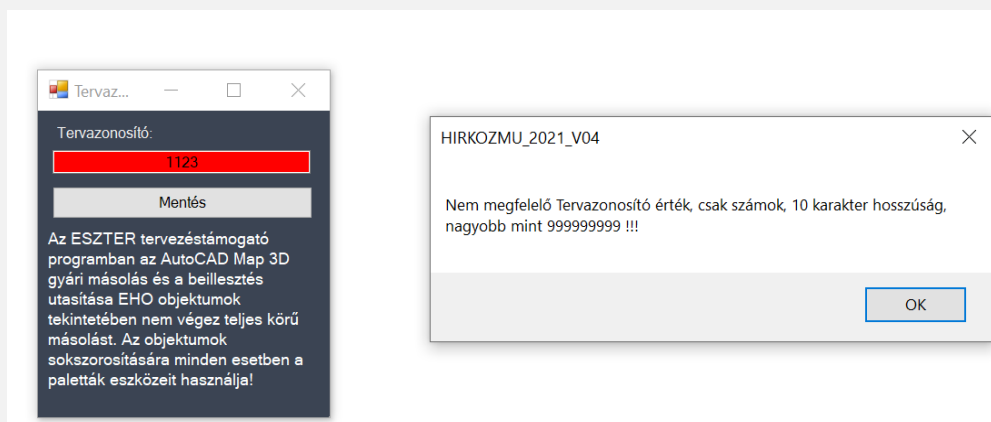 Tervaz...
Tervazonosító:
1123
Mentés
Az ESZTER tervezéstámogató
programban az AutoCAD Map 3D
gyári másolás és a beillesztés
utasítása EHO objektumok
tekintetében nem végez teljes körű
másolást. Az objektumok
sokszorosítására minden esetben a
paletták eszközeit használja!
HIRKOZMU_2021_V04
Nem megfelelő Tervazonosító érték, csak számok, 10 karakter hosszúság,
nagyobb mint 999999999 !!!
OK